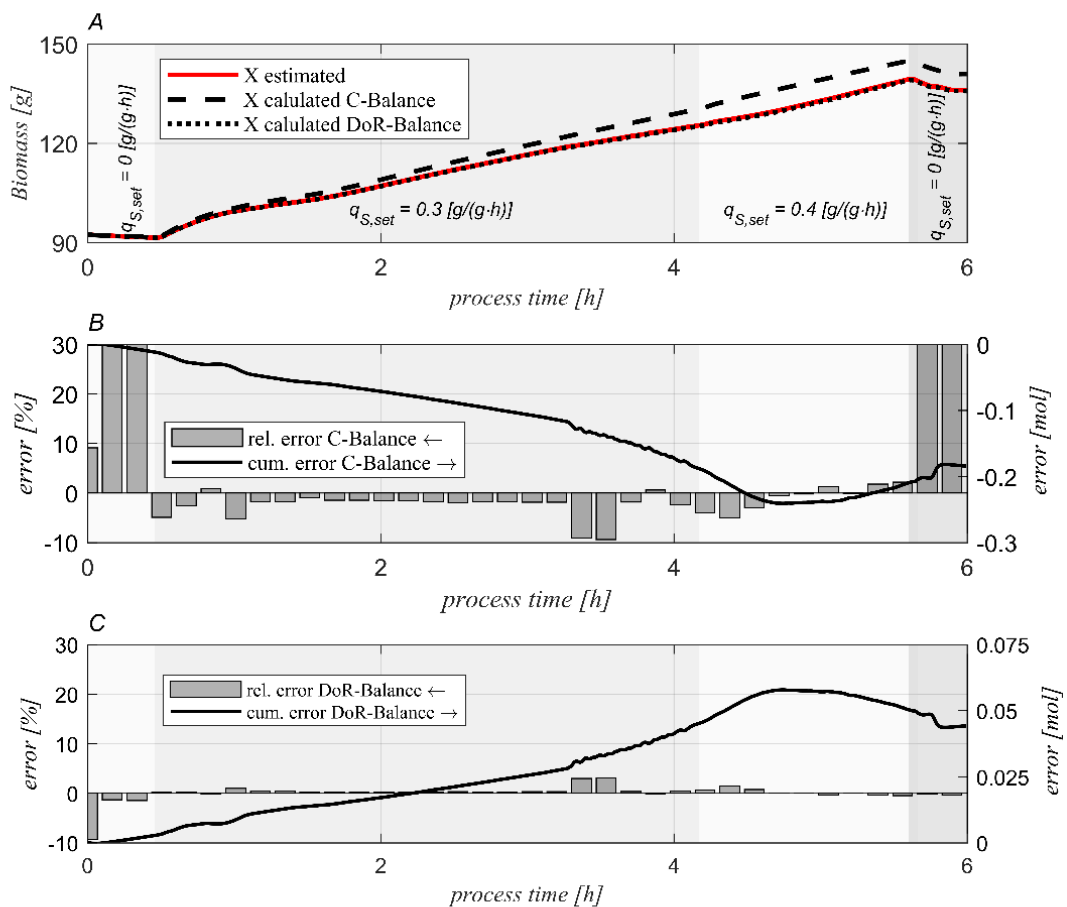 A
150
120
90
Biomass [g]
X estimated
X calulated C-Balance
X calulated DoR-Balance
q_S,set = 0 [g/(g·h)]
q_S,set = 0.3 [g/(g·h)]
q_S,set = 0.4 [g/(g·h)]
q_S,set = 0 [g/(g·h)]
0 2 4 6
process time [h]
B
30
20
10
0
-10
error [%]
rel. error C-Balance ←
cum. error C-Balance →
0
-0.1
-0.2
-0.3
error [mol]
0 2 4 6
process time [h]
C
30
20
10
0
-10
error [%]
rel. error DoR-Balance ←
cum. error DoR-Balance →
0.075
0.05
0.025
0
error [mol]
0 2 4 6
process time [h]